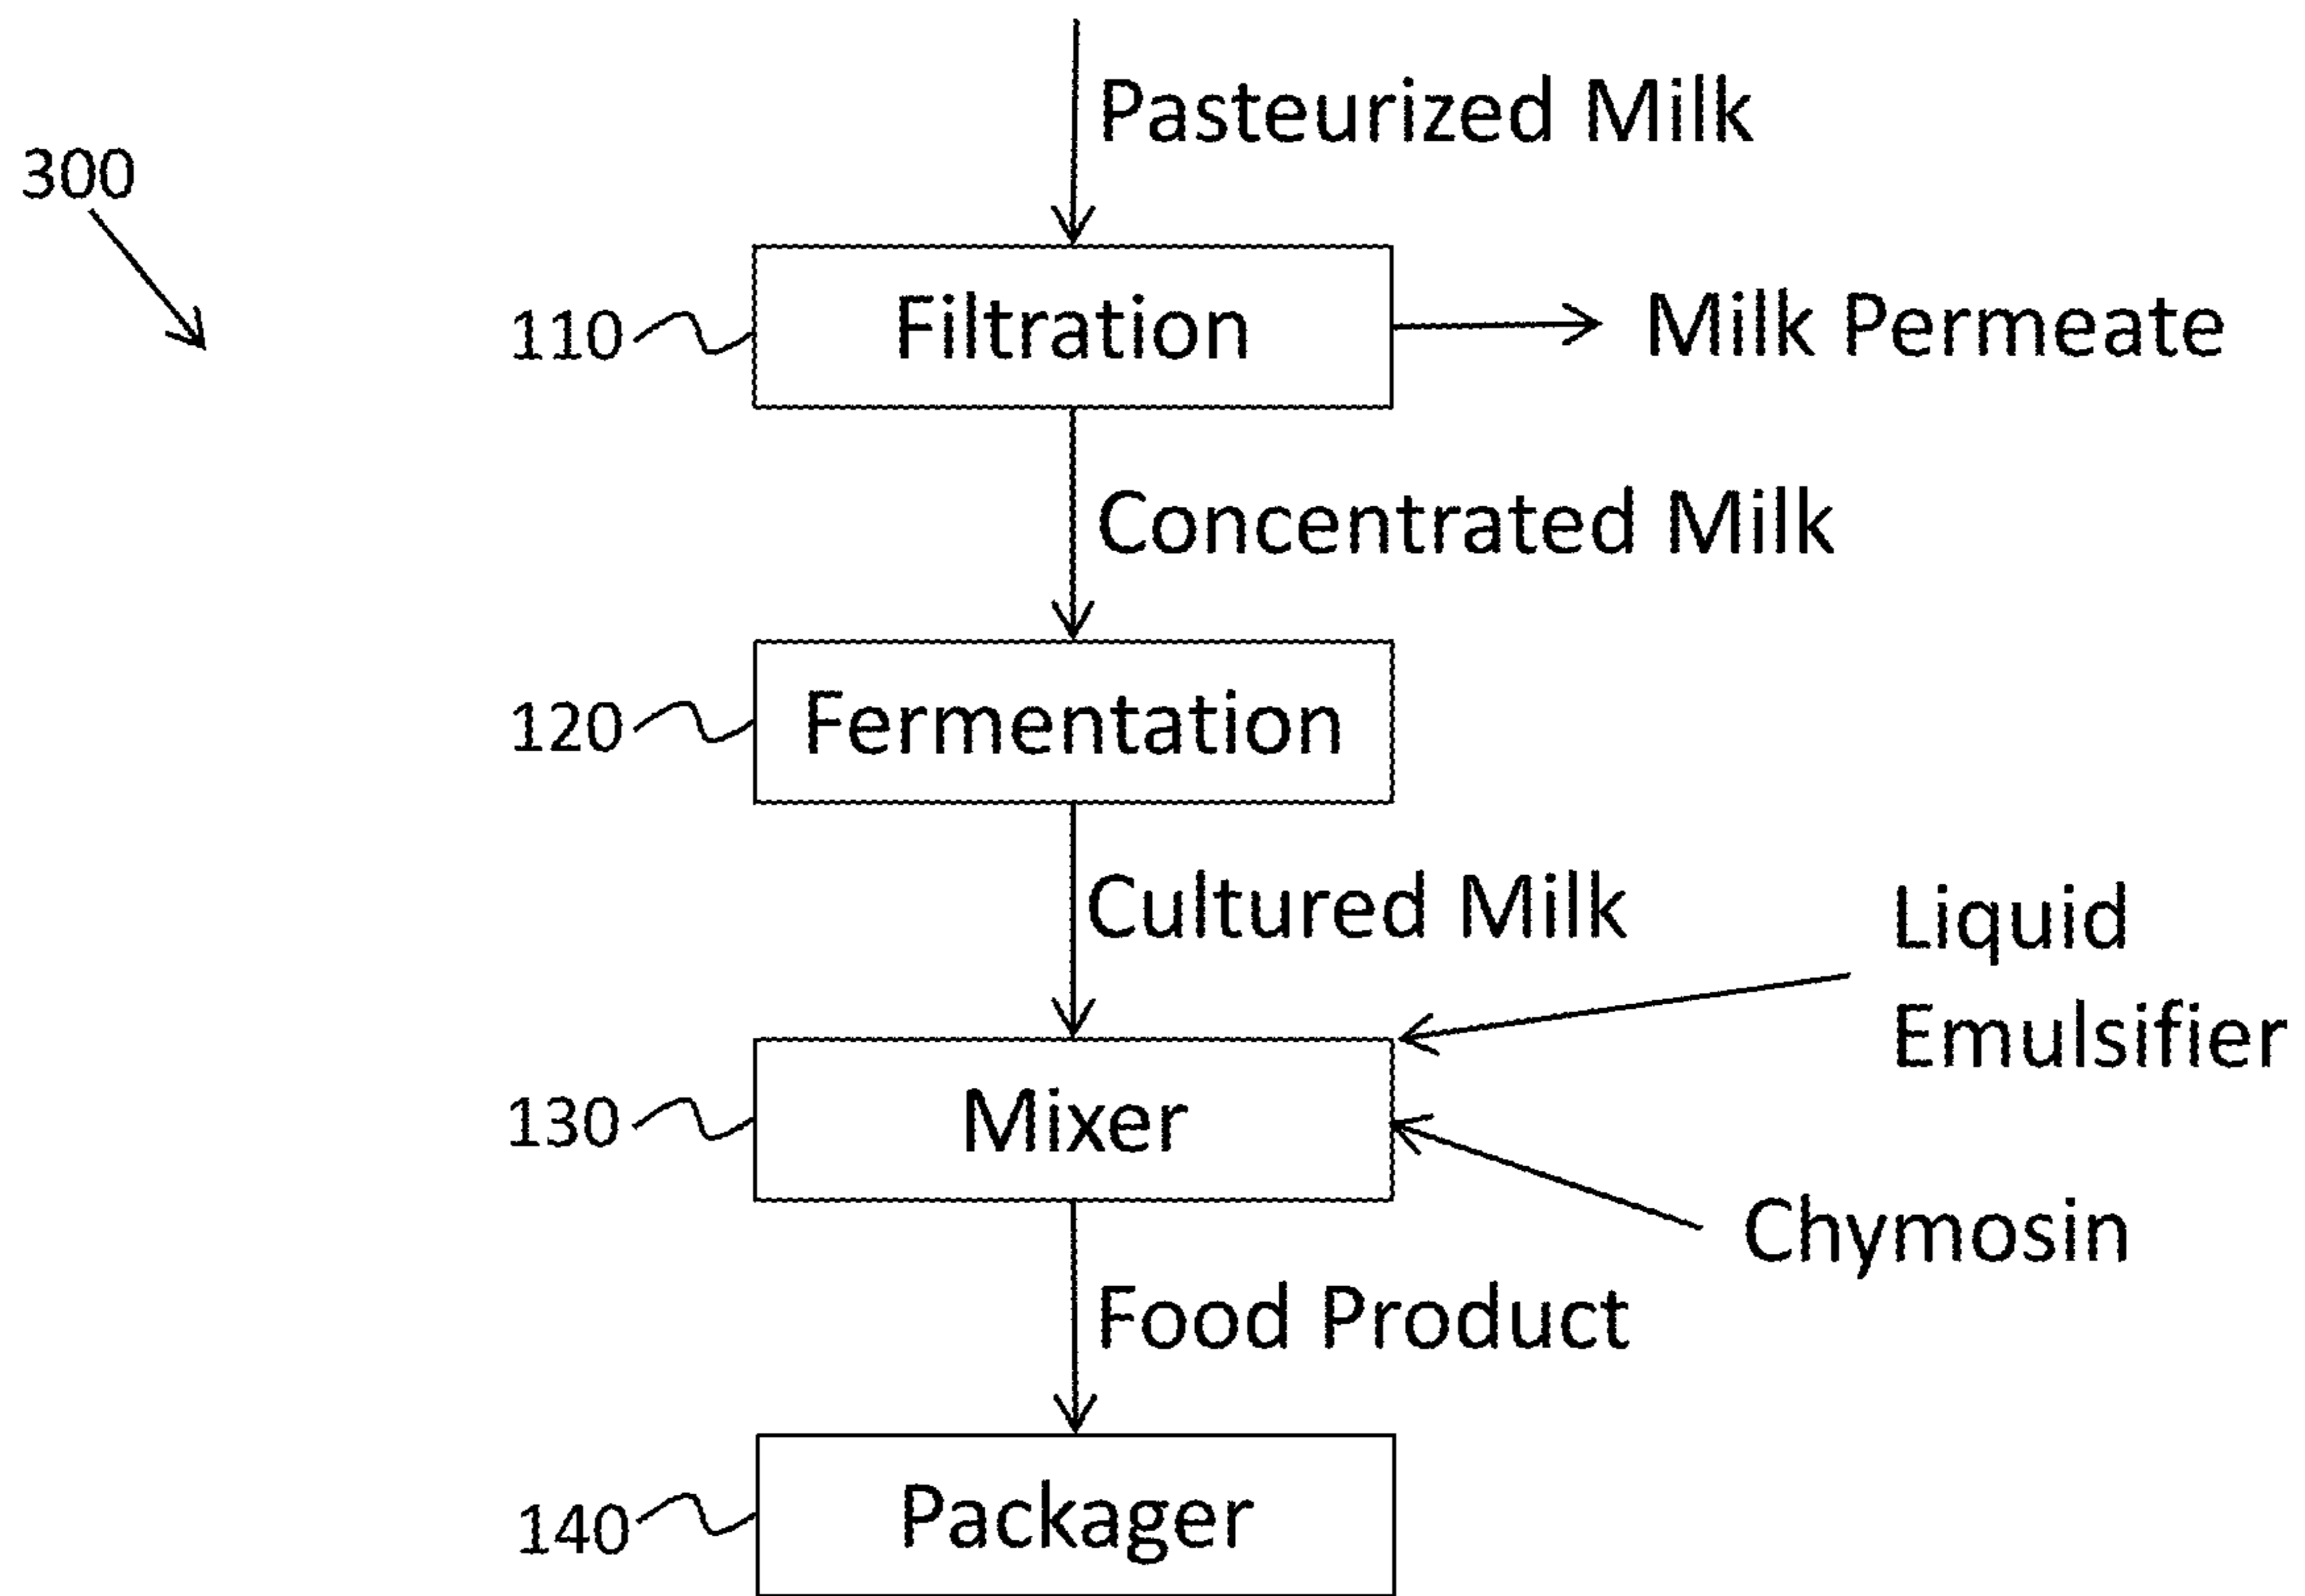 Pasteurized Milk
300
110
Filtration
Milk Permeate
Concentrated Milk
120
Fermentation
Cultured Milk
Liquid
Emulsifier
130
Mixer
Chymosin
Food Product
140
Packager